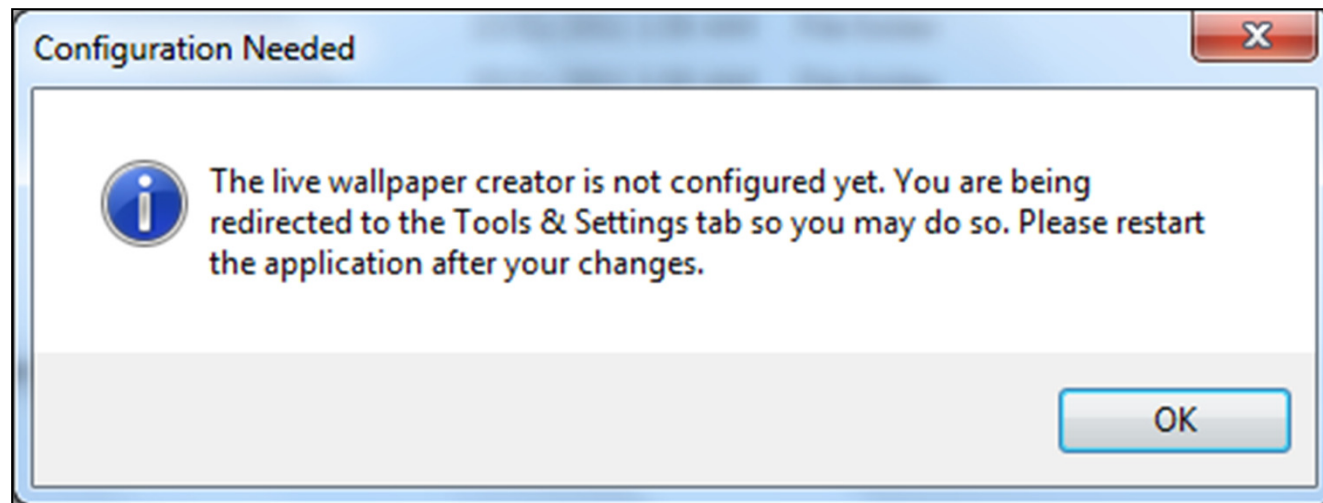 Configuration Needed
The live wallpaper creator is not configured yet. You are being
redirected to the Tools & Settings tab so you may do so. Please restart
the application after your changes.
OK